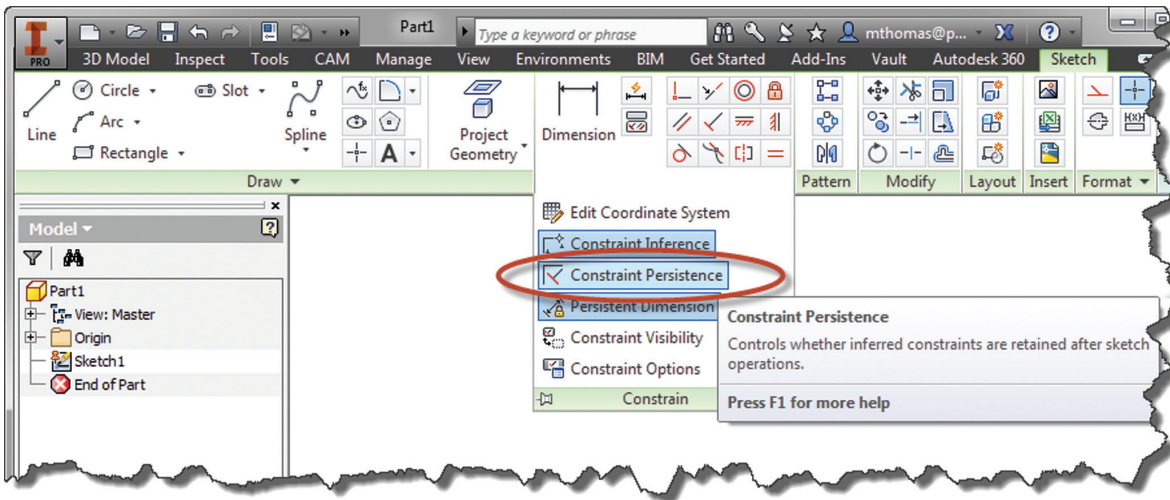 PRO
Part1
Type a keyword or phrase
mthomas@p...
3D Model Inspect Tools CAM Manage View Environments BIM Get Started Add-Ins Vault Autodesk 360 Sketch
Line
Circle
Arc
Rectangle
Slot
Spline
A
Project
Geometry
Dimension
Draw
Pattern
Modify
Layout
Insert
Format
Edit Coordinate System
Constraint Inference
Constraint Persistence
Persistent Dimension
Constraint Visibility
Constraint Options
Constrain
Constraint Persistence
Controls whether inferred constraints are retained after sketch
operations.
Press F1 for more help
Model
Part1
View: Master
Origin
Sketch1
End of Part